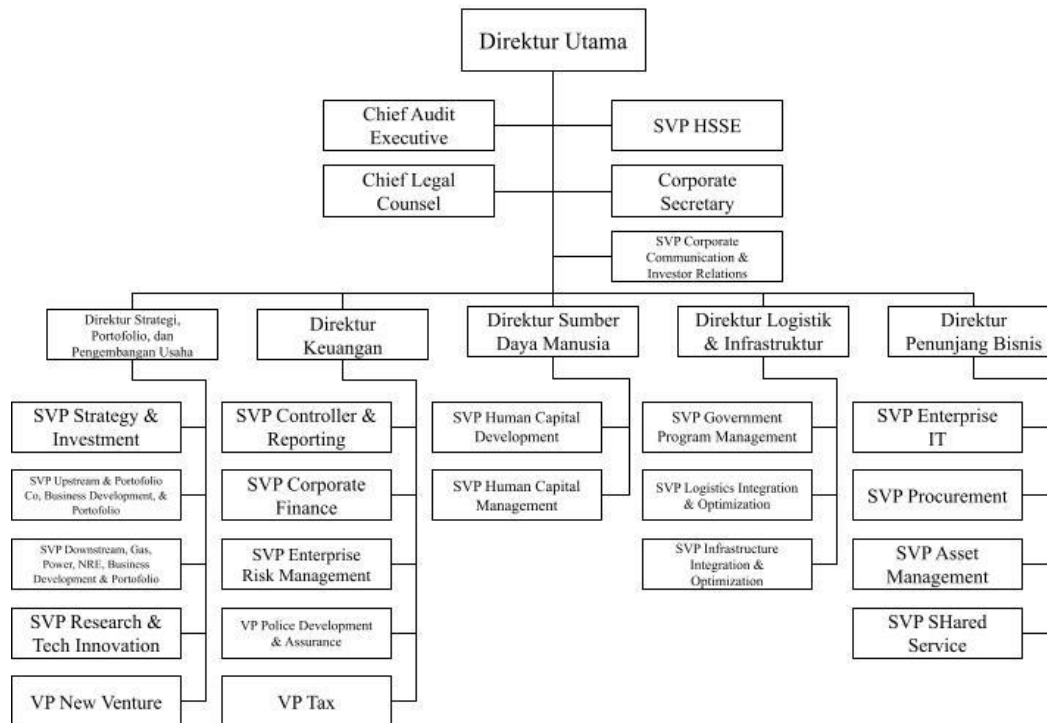 Direktur Utama
Chief Audit
Executive
SVP HSSE
Chief Legal
Counsel
Corporate
Secretary
SVP Corporate
Communication &
Investor Relations
Direktur Strategi,
Portofolio, dan
Pengembangan Usaha
Direktur
Keuangan
Direktur Sumber
Daya Manusia
Direktur Logistik
& Infrastruktur
Direktur
Penunjang Bisnis
SVP Strategy &
Investment
SVP Controller &
Reporting
SVP Human Capital
Development
SVP Government
Program Management
SVP Enterprise
IT
SVP Upstream & Portofolio
Co, Business Development, &
Portofolio
SVP Corporate
Finance
SVP Human Capital
Management
SVP Logistics Integration
& Optimization
SVP Procurement
SVP Downstream, Gas,
Power, NRE, Business
Development & Portofolio
SVP Enterprise
Risk Management
SVP Infrastructure
Integration &
Optimization
SVP Asset
Management
SVP Research &
Tech Innovation
VP Police Development
& Assurance
SVP SHared
Service
VP New Venture
VP Tax